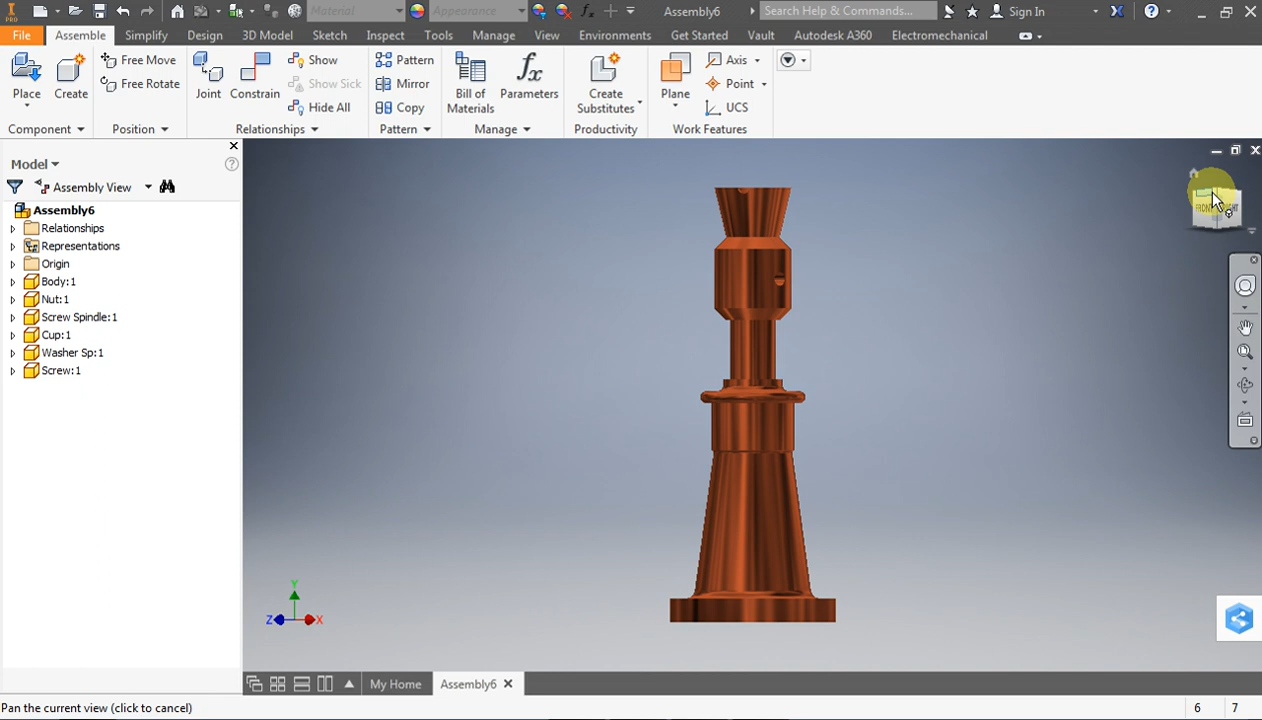 I PRO
Material
Appearance
fx
Assembly6
Search Help & Commands...
Sign In
File
Assemble
Simplify
Design
3D Model
Sketch
Inspect
Tools
Manage
View
Environments
Get Started
Vault
Autodesk A360
Electromechanical
Place
Create
Free Move
Free Rotate
Joint
Constrain
Show
Show Sick
Hide All
Pattern
Mirror
Copy
Bill of
Materials
fx
Parameters
Create
Substitutes
Plane
Axis
Point
UCS
Component
Position
Relationships
Pattern
Manage
Productivity
Work Features
Model
Assembly View
Assembly6
Relationships
Representations
Origin
Body:1
Nut:1
Screw Spindle:1
Cup:1
Washer Sp:1
Screw:1
Y
Z
X
My Home
Assembly6
Pan the current view (click to cancel)
6
7